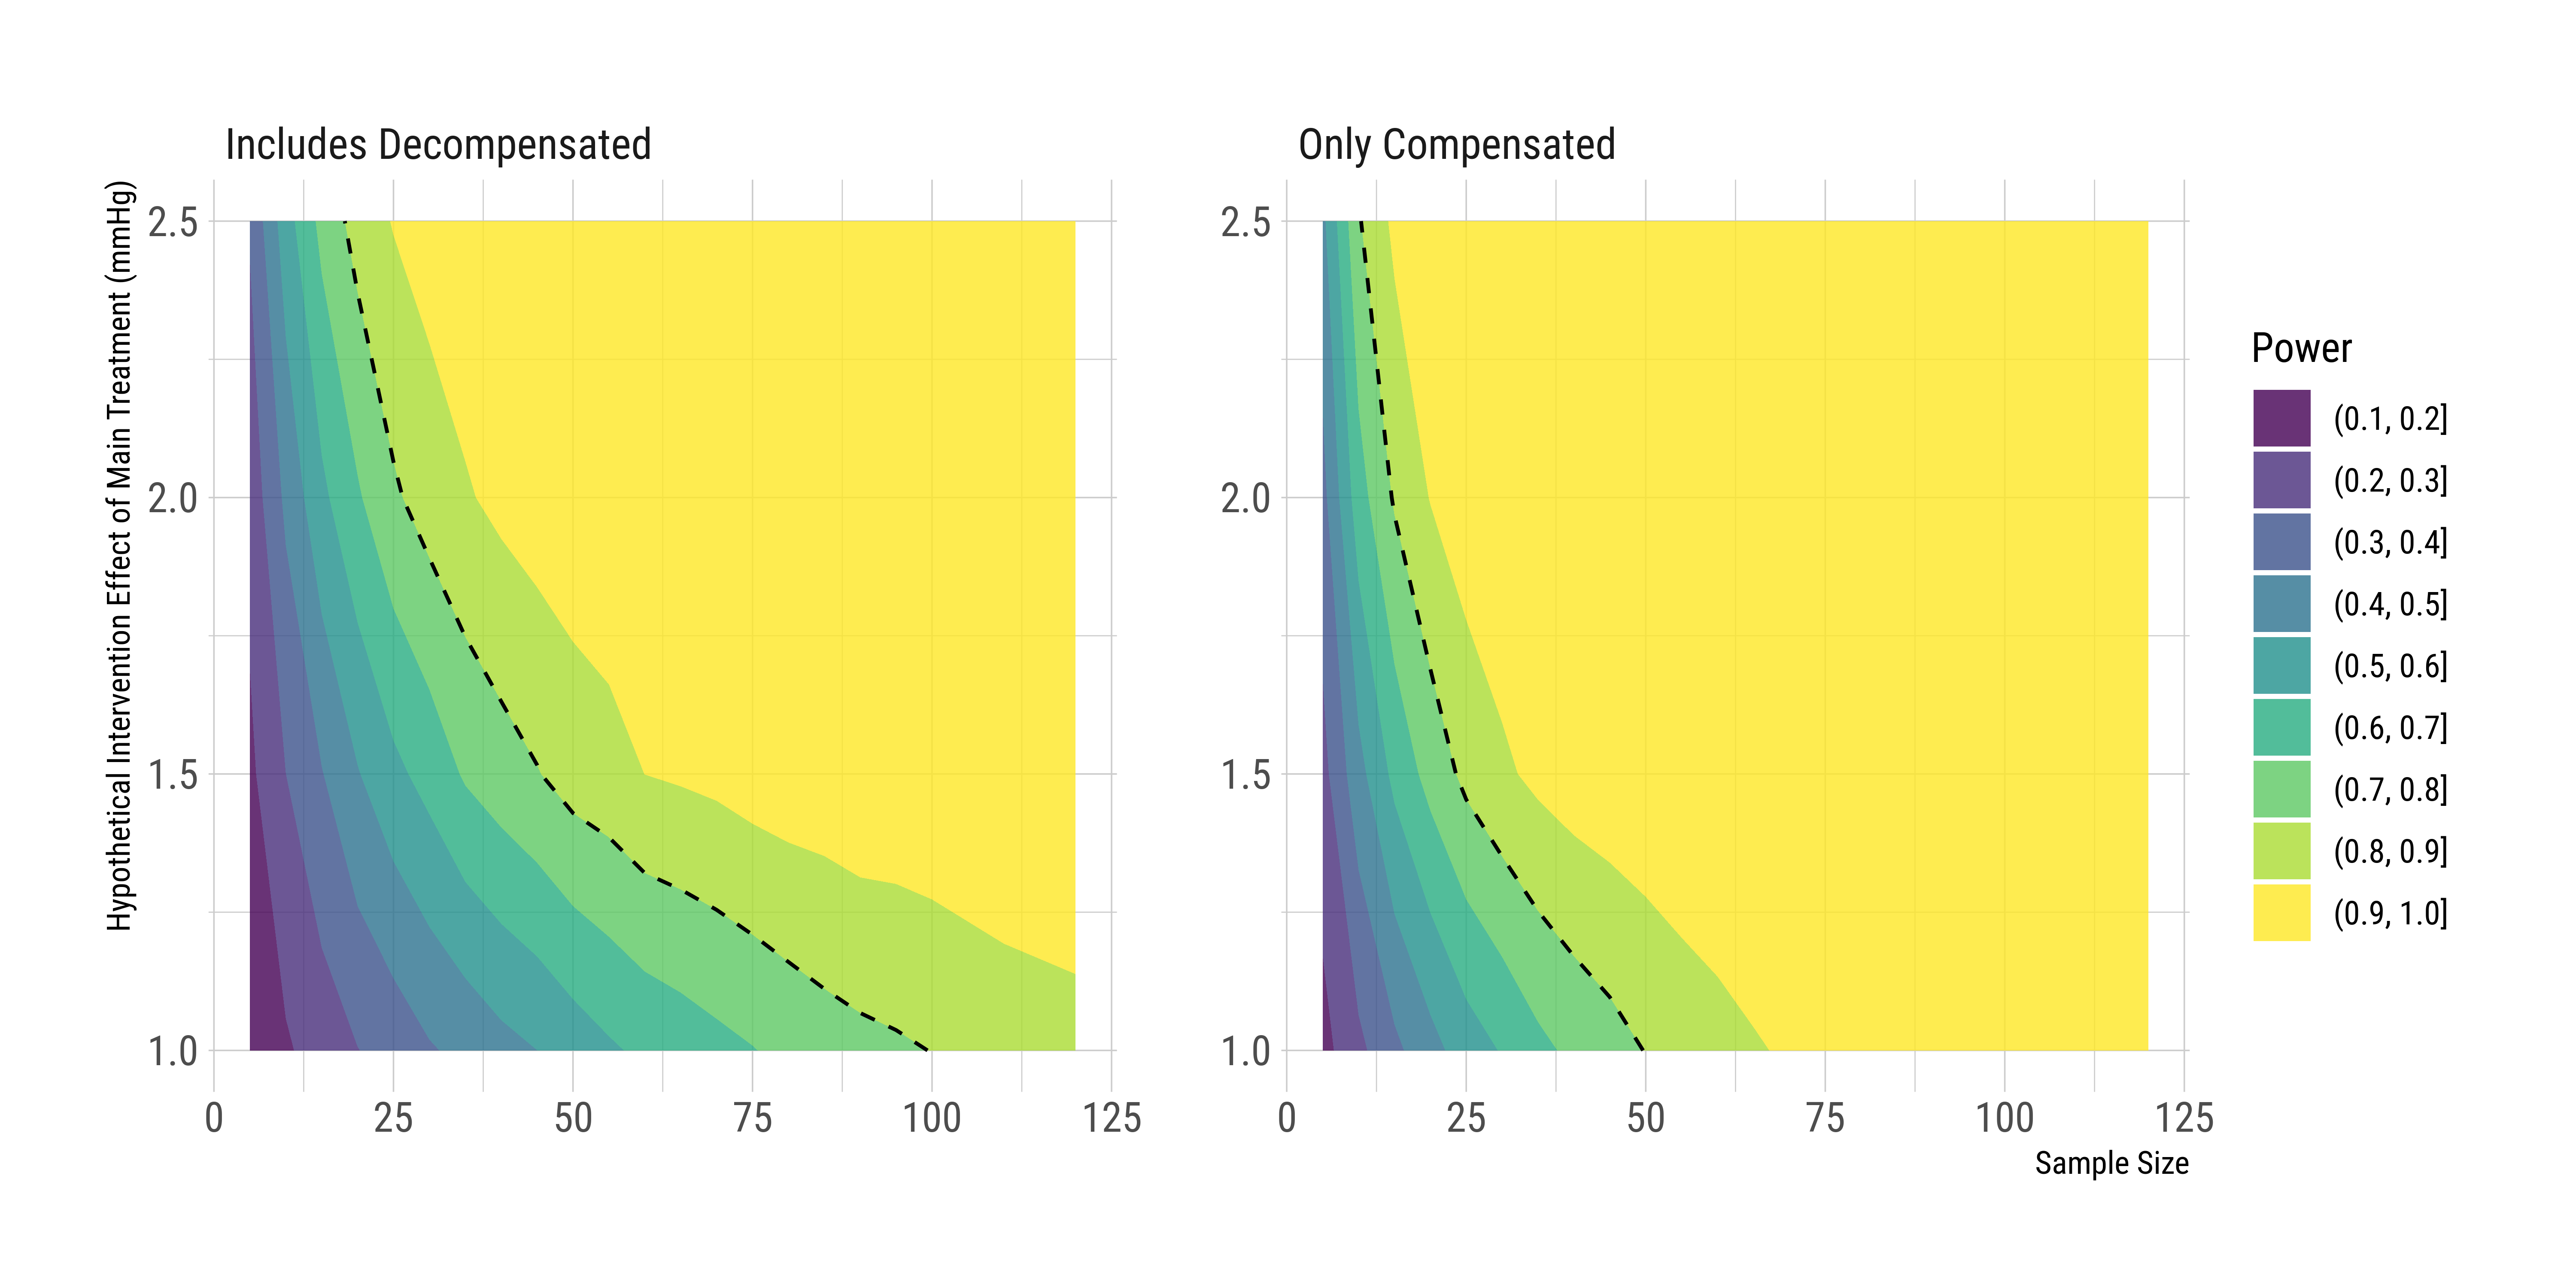 Includes Decompensated
Only Compensated
Hypothetical Intervention Effect of Main Treatment (mmHg)
2.5
2.0
1.5
1.0
0 25 50 75 100 125
2.5
2.0
1.5
1.0
0 25 50 75 100 125
Sample Size
Power
(0.1, 0.2]
(0.2, 0.3]
(0.3, 0.4]
(0.4, 0.5]
(0.5, 0.6]
(0.6, 0.7]
(0.7, 0.8]
(0.8, 0.9]
(0.9, 1.0]